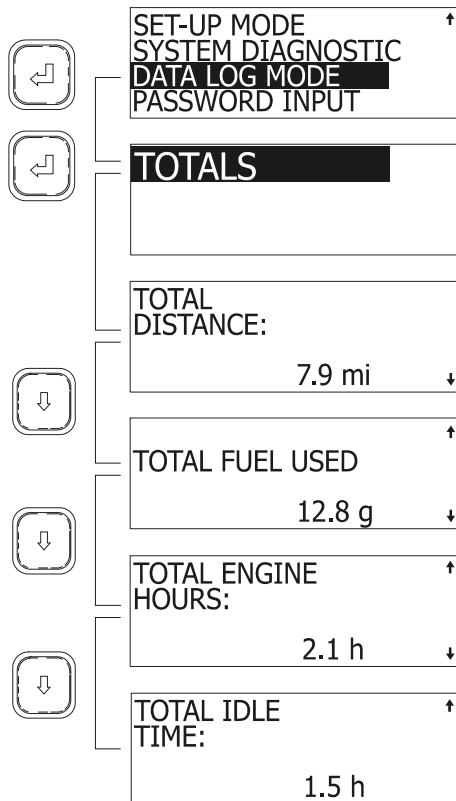 SET-UP MODE
SYSTEM DIAGNOSTIC
DATA LOG MODE
PASSWORD INPUT
TOTALS
TOTAL
DISTANCE:
7.9 mi
TOTAL FUEL USED
12.8 g
TOTAL ENGINE
HOURS:
2.1 h
TOTAL IDLE
TIME:
1.5 h